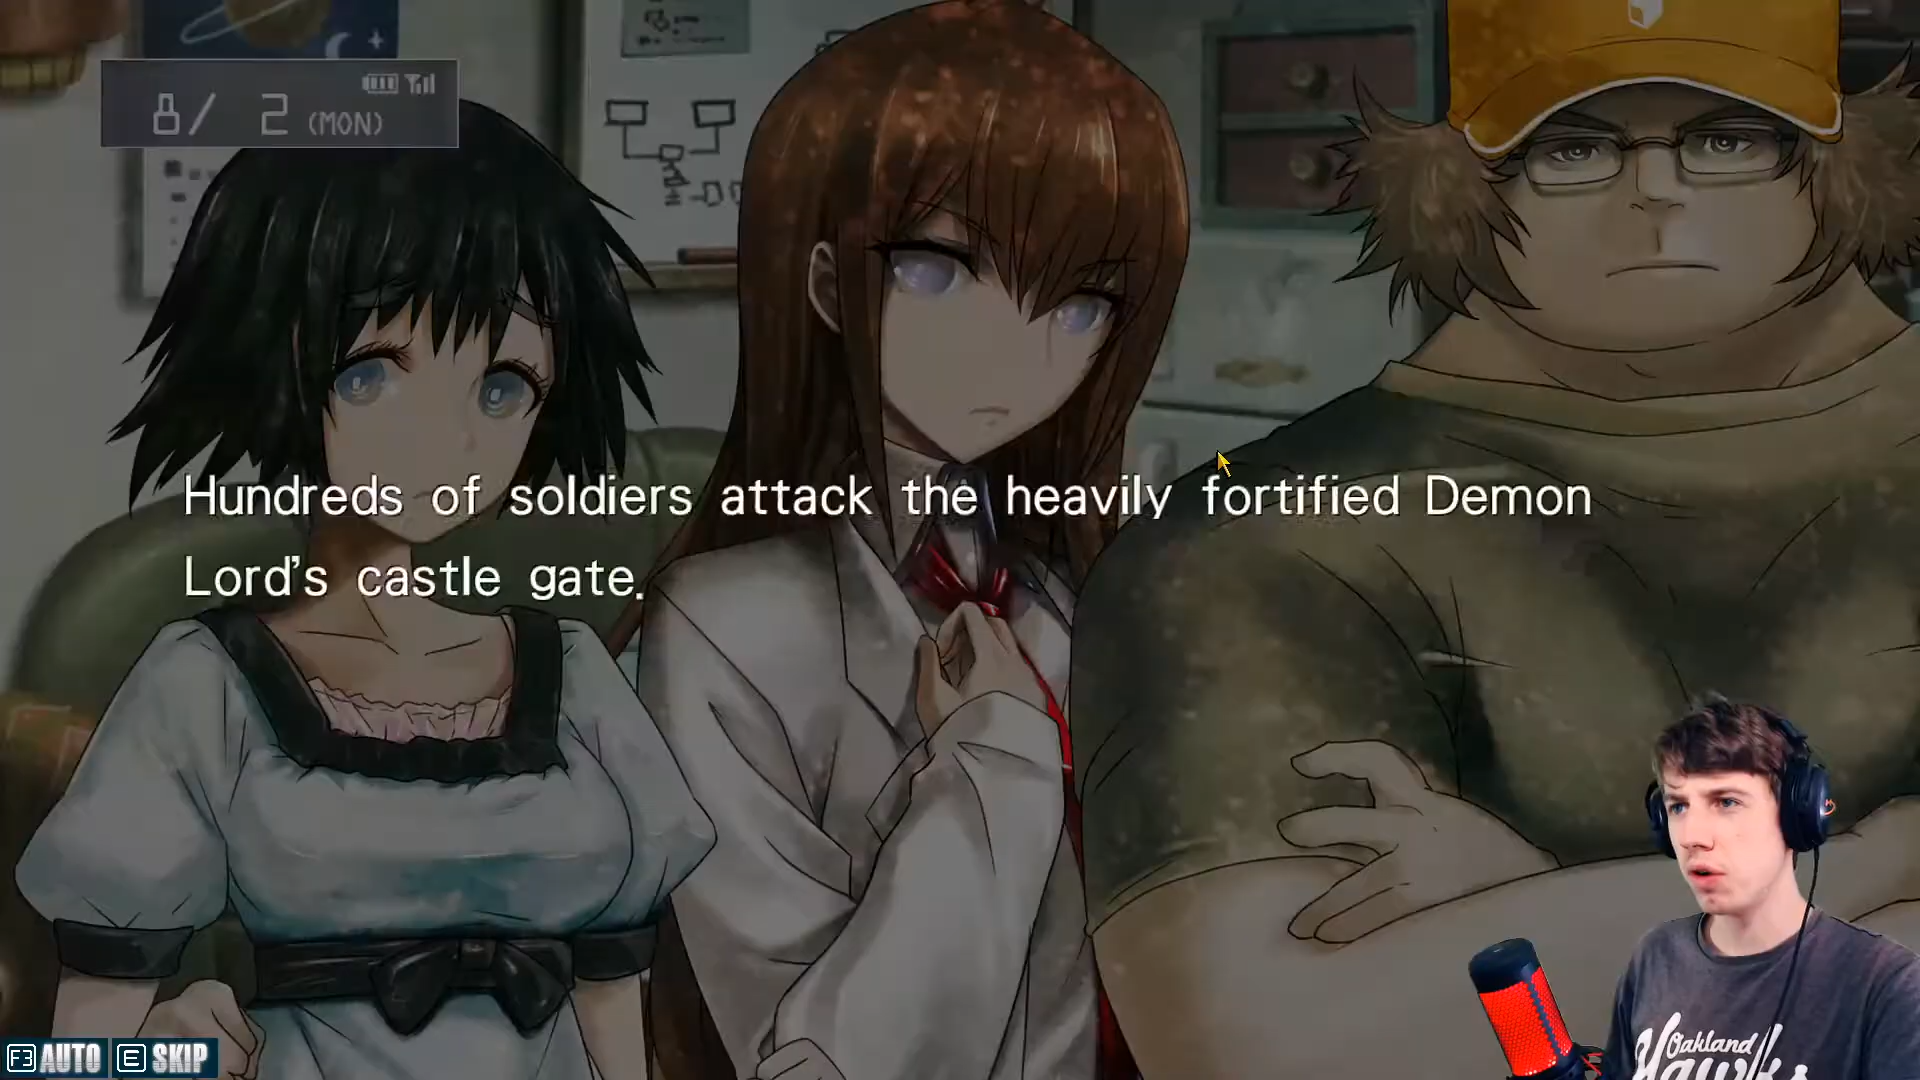 8/ 2 (MON)
Hundreds of soldiers attack the heavily fortified Demon
Lord's castle gate.
F3 AUTO E SKIP
Oakland
Hawks